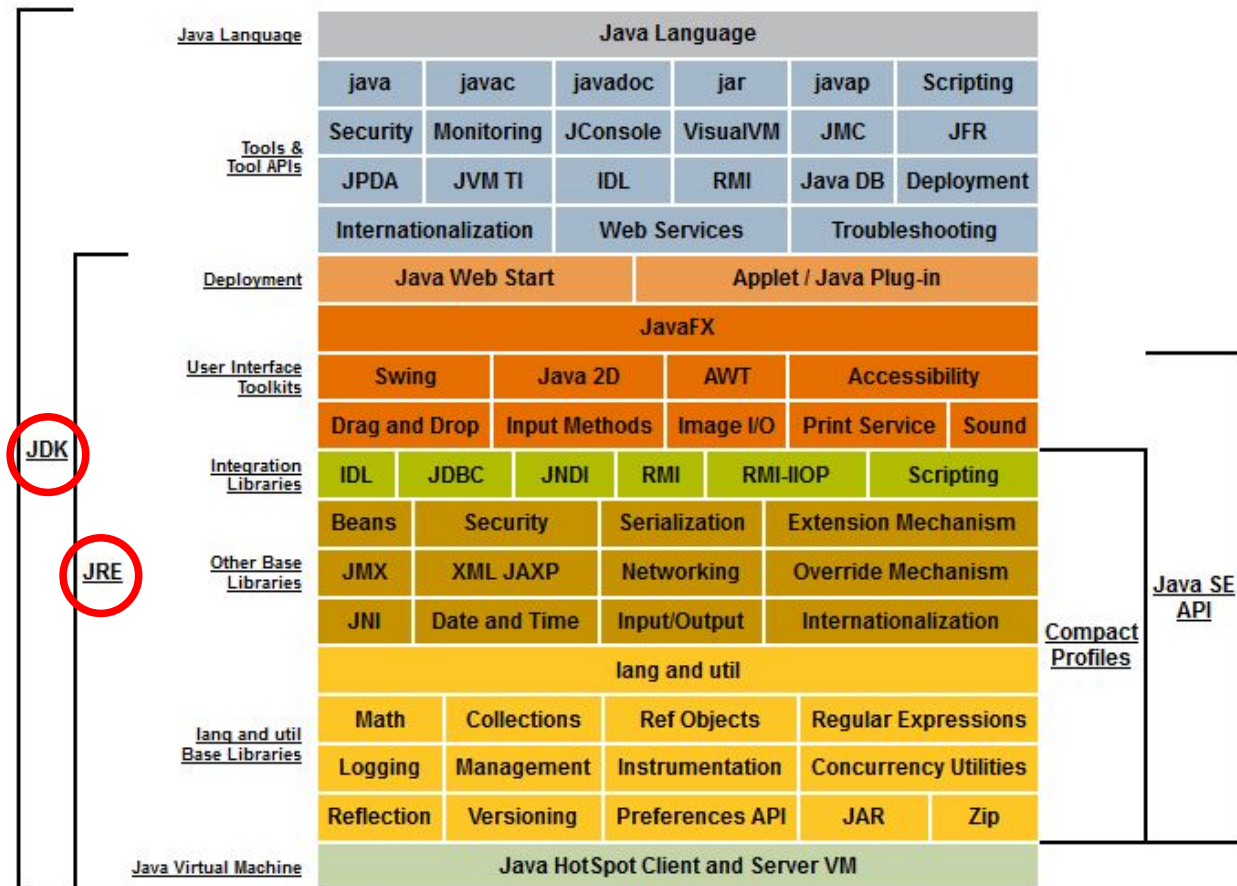 Java Language
Java Language
java javac javadoc jar javap Scripting
Security Monitoring JConsole VisualVM JMC JFR
Tools &
Tool APIs
JPDA JVM TI IDL RMI Java DB Deployment
Internationalization Web Services Troubleshooting
Deployment
Java Web Start Applet / Java Plug-in
JavaFX
User Interface
Toolkits
Swing Java 2D AWT Accessibility
Drag and Drop Input Methods Image I/O Print Service Sound
JDK
Integration
Libraries
IDL JDBC JNDI RMI RMI-IIOP Scripting
Beans Security Serialization Extension Mechanism
JRE
Other Base
Libraries
JMX XML JAXP Networking Override Mechanism
Java SE
API
JNI Date and Time Input/Output Internationalization
Compact
Profiles
lang and util
lang and util
Base Libraries
Math Collections Ref Objects Regular Expressions
Logging Management Instrumentation Concurrency Utilities
Reflection Versioning Preferences API JAR Zip
Java Virtual Machine
Java HotSpot Client and Server VM